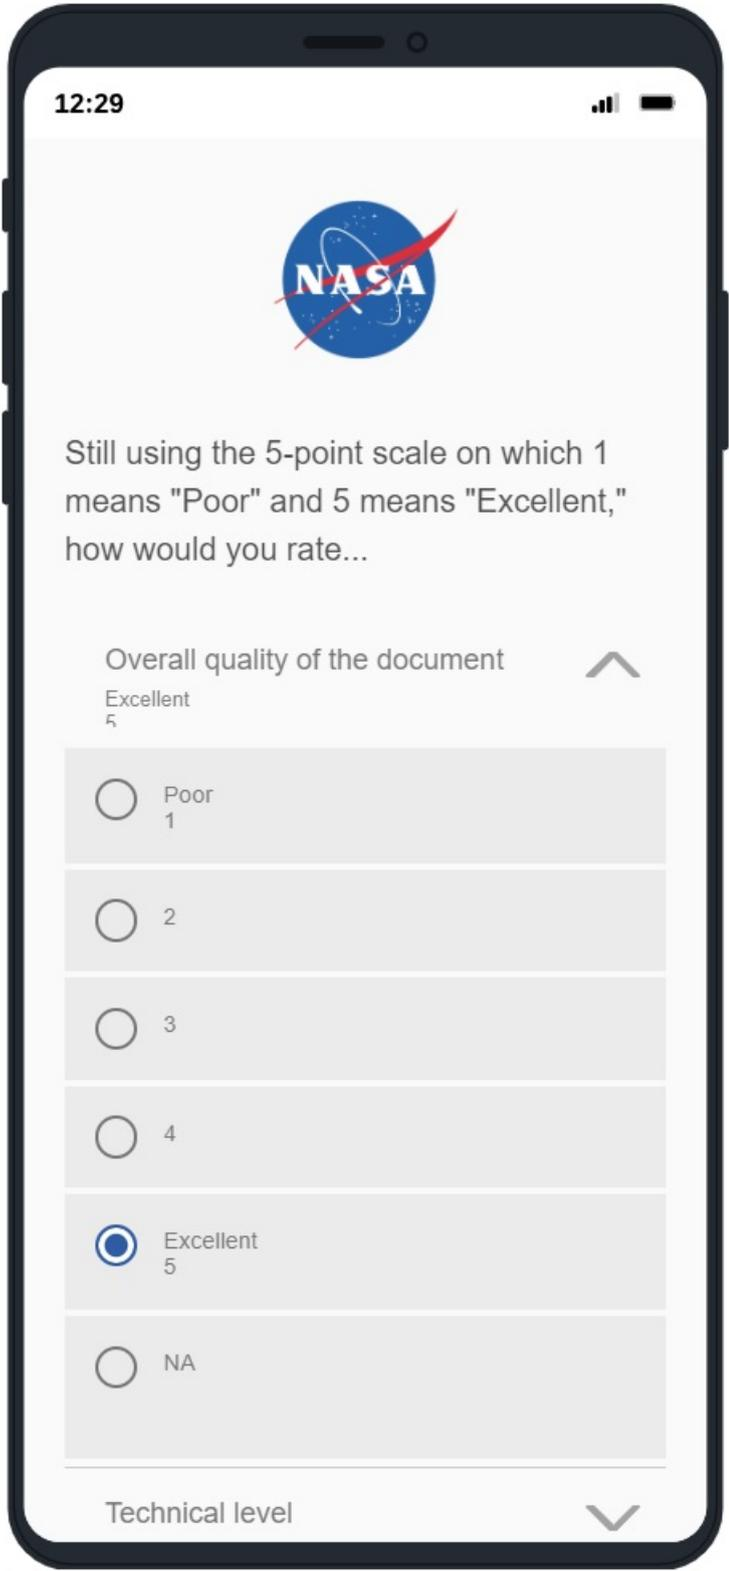 12:29
NASA
Still using the 5-point scale on which 1
means "Poor" and 5 means "Excellent,"
how would you rate...
Overall quality of the document
Excellent
5
Poor
1
2
3
4
Excellent
5
NA
Technical level